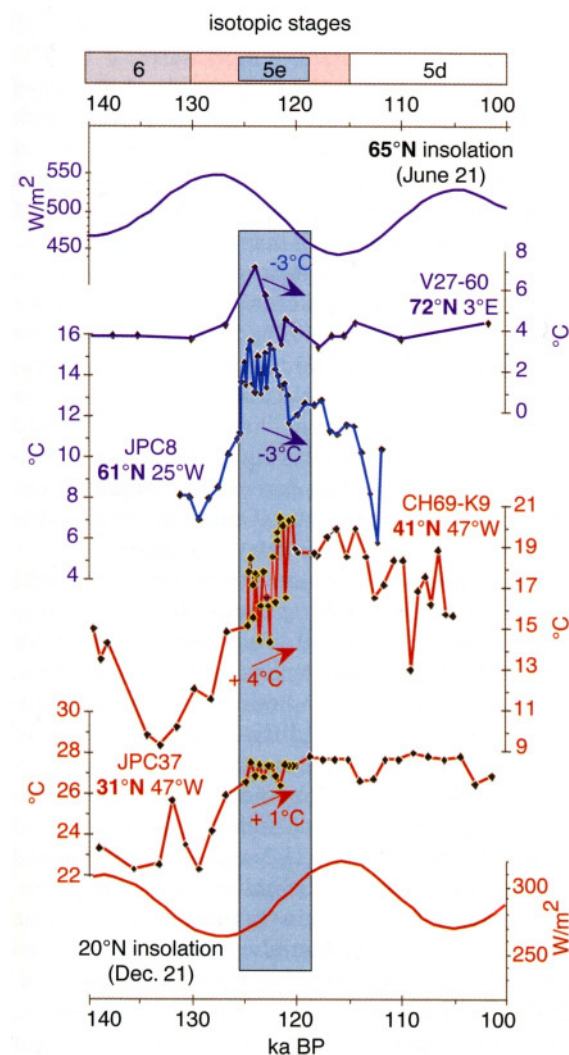 isotopic stages
6 5e 5d
140 130 120 110 100
65°N insolation
(June 21)
W/m²
550
500
450
-3°C
V27-60
72°N 3°E
8
6
4
2
0
°C
16
14
12
10
8
6
4
°C
JPC8
61°N 25°W
-3°C
CH69-K9
41°N 47°W
21
19
17
15
13
11
9
°C
+ 4°C
30
28
26
24
22
°C
JPC37
31°N 47°W
+ 1°C
300
250
W/m²
20°N insolation
(Dec. 21)
140 130 120 110 100
ka BP